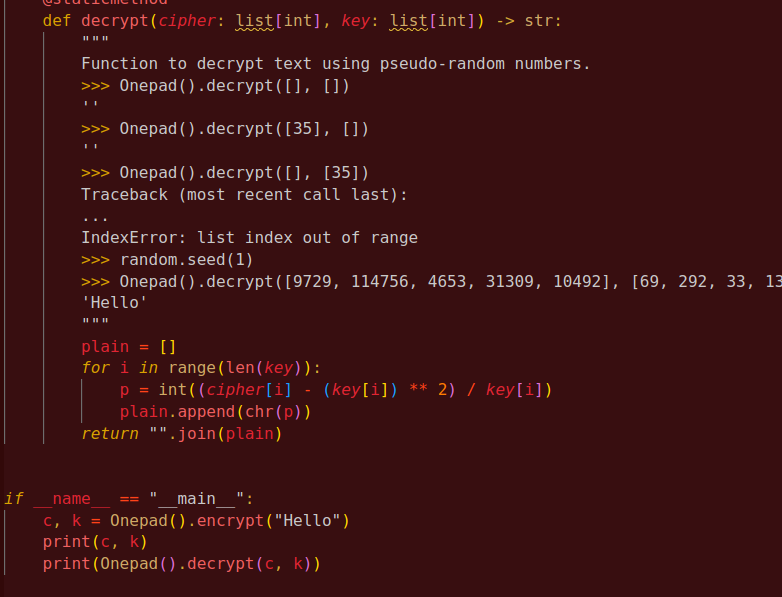 @staticmethod
def decrypt(cipher: list[int], key: list[int]) -> str:
"""
Function to decrypt text using pseudo-random numbers.
>>> Onepad().decrypt([], [])
''
>>> Onepad().decrypt([35], [])
''
>>> Onepad().decrypt([], [35])
Traceback (most recent call last):
...
IndexError: list index out of range
>>> random.seed(1)
>>> Onepad().decrypt([9729, 114756, 4653, 31309, 10492], [69, 292, 33, 13
'Hello'
"""
plain = []
for i in range(len(key)):
p = int((cipher[i] - (key[i]) ** 2) / key[i])
plain.append(chr(p))
return "".join(plain)
if __name__ == "__main__":
c, k = Onepad().encrypt("Hello")
print(c, k)
print(Onepad().decrypt(c, k))